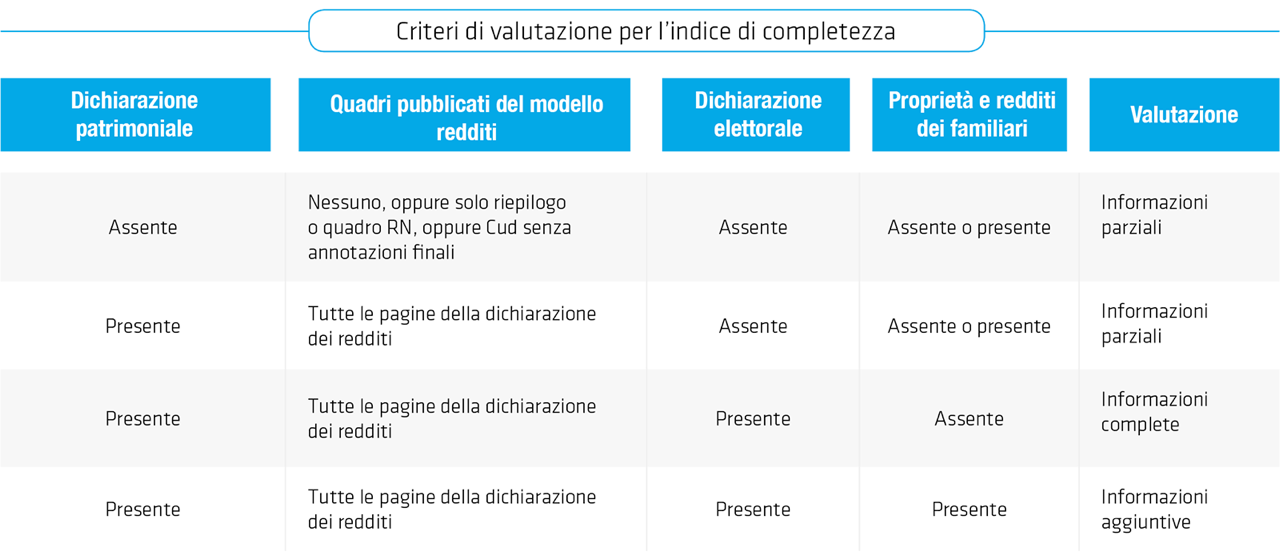 Criteri di valutazione per l'indice di completezza
Dichiarazione
patrimoniale
Quadri pubblicati del modello
redditi
Dichiarazione
elettorale
Proprietà e redditi
dei familiari
Valutazione
Assente
Nessuno, oppure solo riepilogo
o quadro RN, oppure Cud senza
annotazioni finali
Assente
Assente o presente
Informazioni
parziali
Presente
Tutte le pagine della dichiarazione
dei redditi
Assente
Assente o presente
Informazioni
parziali
Presente
Tutte le pagine della dichiarazione
dei redditi
Presente
Assente
Informazioni
complete
Presente
Tutte le pagine della dichiarazione
dei redditi
Presente
Presente
Informazioni
aggiuntive